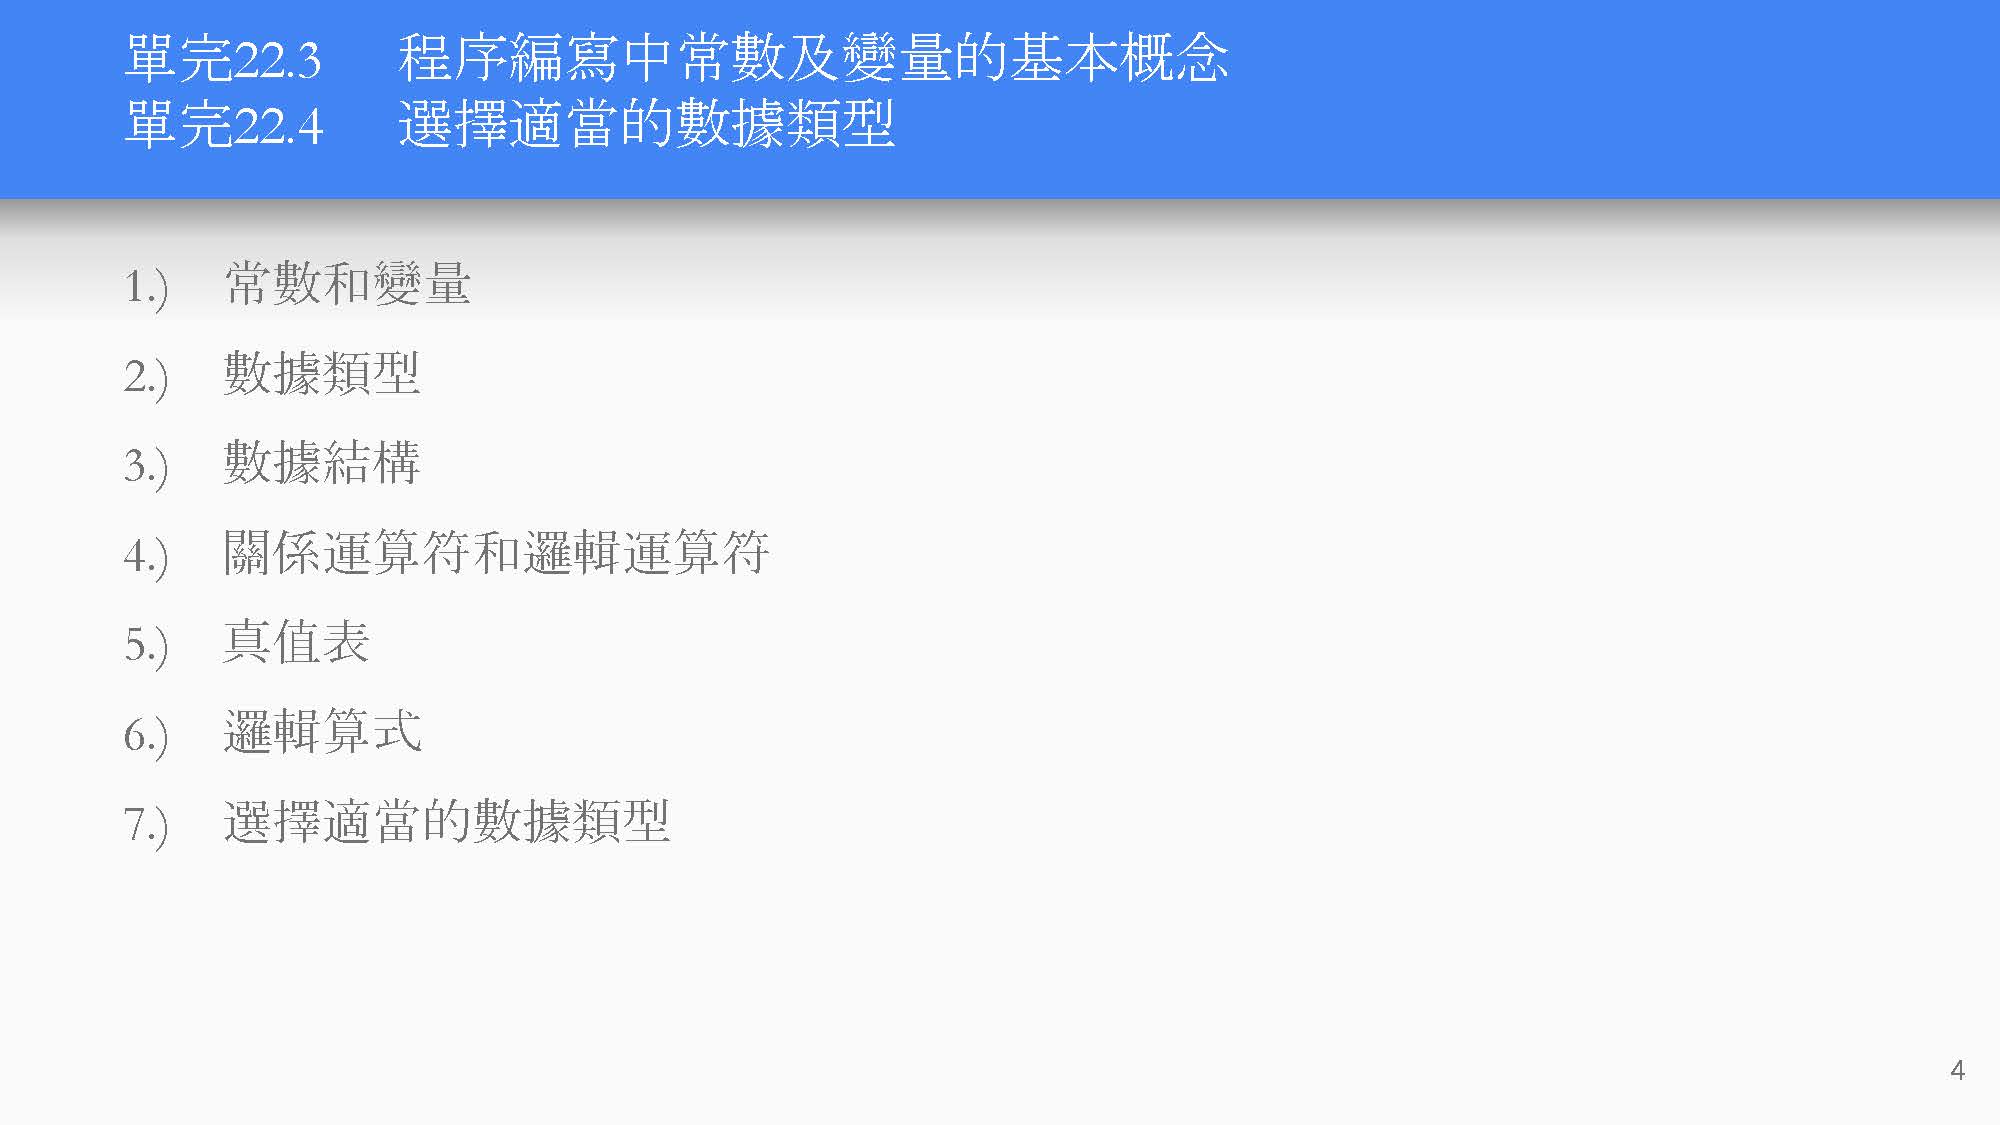 單完22.3 程序編寫中常數及變量的基本概念
單完22.4 選擇適當的數據類型
1.) 常數和變量
2.) 數據類型
3.) 數據結構
4.) 關係運算符和邏輯運算符
5.) 真值表
6.) 邏輯算式
7.) 選擇適當的數據類型
4